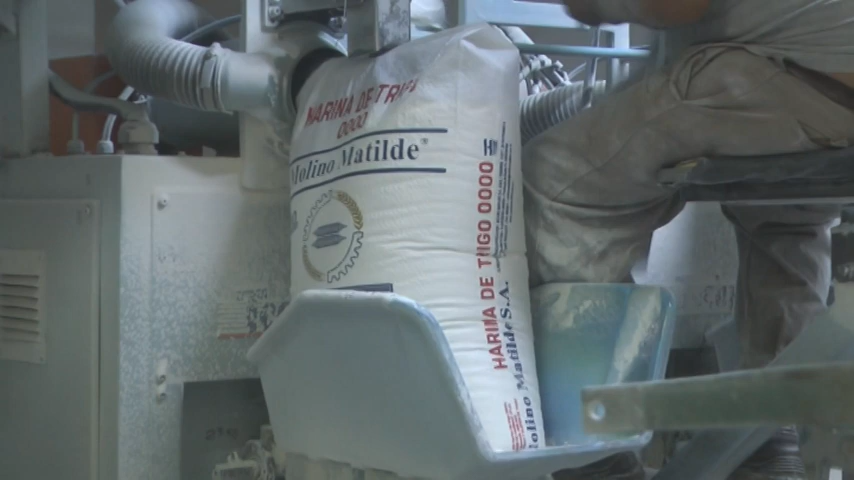 HARINA DE TRIGO
0000
Molino Matilde®
HARINA DE TRIGO 0000
Molino Matilde S.A.